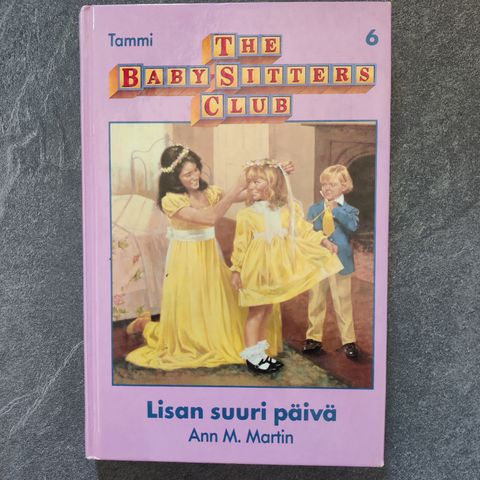 Tammi
6
THE
BABY-SITTERS
CLUB
Lisan suuri päivä
Ann M. Martin